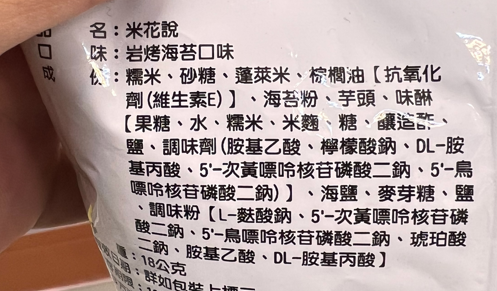 品 名：米花說
口 味：岩烤海苔口味
成 份：糯米、砂糖、蓬萊米、棕櫚油【抗氧化
劑(維生素E)】、海苔粉、芋頭、味醂
【果糖、水、糯米、米麴、糖、釀造酢、
鹽、調味劑(胺基乙酸、檸檬酸鈉、DL-胺
基丙酸、5'-次黃嘌呤核苷磷酸二鈉、5'-鳥
嘌呤核苷磷酸二鈉)】、海鹽、麥芽糖、鹽
、調味粉【L-麩酸鈉、5'-次黃嘌呤核苷磷
酸二鈉、5'-鳥嘌呤核苷磷酸二鈉、琥珀酸
二鈉、胺基乙酸、DL-胺基丙酸】
量：18公克
日期：詳如包裝上標示